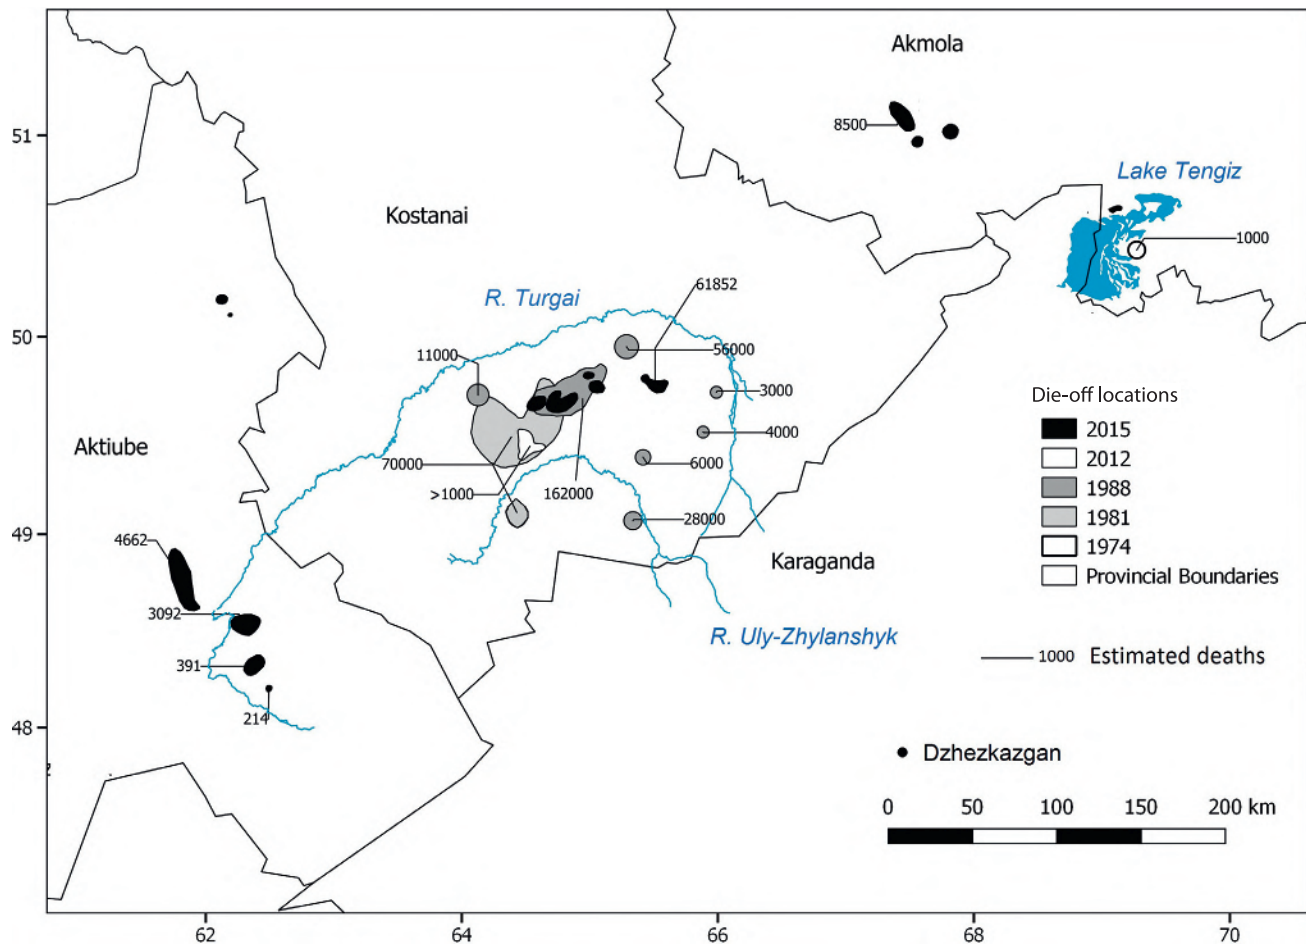 Akmola
8500
51
Lake Tengiz
Kostanai
1000
61852
R. Turgai
50
11000
56000
3000
Die-off locations
2015
4000
Aktiube
2012
70000
6000
1988
>1000
162000
1981
28000
49
1974
4662
Karaganda
Provincial Boundaries
3092
R. Uly-Zhylanshyk
1000 Estimated deaths
391
214
48
Dzhezkazgan
0 50 100 150 200 km
62 64 66 68 70